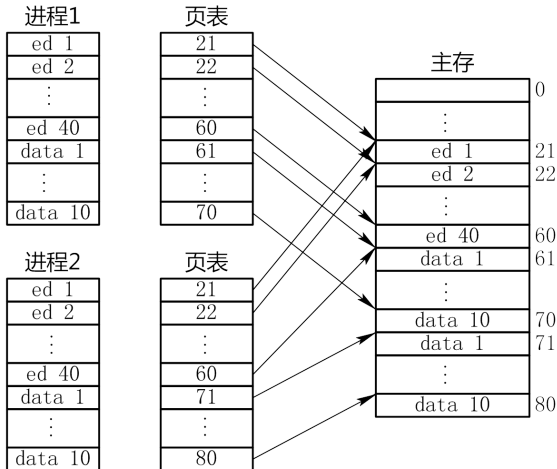 进程1
ed 1
ed 2
⋮
ed 40
data 1
⋮
data 10
页表
21
22
⋮
60
61
⋮
70
进程2
ed 1
ed 2
⋮
ed 40
data 1
⋮
data 10
页表
21
22
⋮
60
71
⋮
80
主存
0
⋮
ed 1 21
ed 2 22
⋮
ed 40 60
data 1 61
⋮
data 10 70
data 1 71
⋮
data 10 80